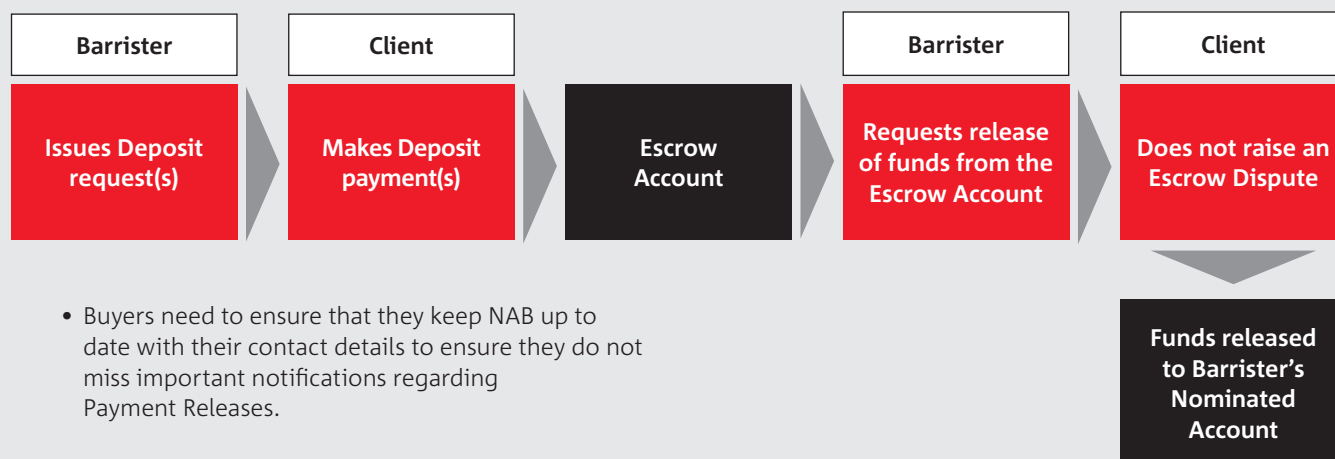 Barrister
Client
Barrister
Client
Issues Deposit
request(s)
Makes Deposit
payment(s)
Escrow
Account
Requests release
of funds from the
Escrow Account
Does not raise an
Escrow Dispute
• Buyers need to ensure that they keep NAB up to
date with their contact details to ensure they do not
miss important notifications regarding
Payment Releases.
Funds released
to Barrister’s
Nominated
Account